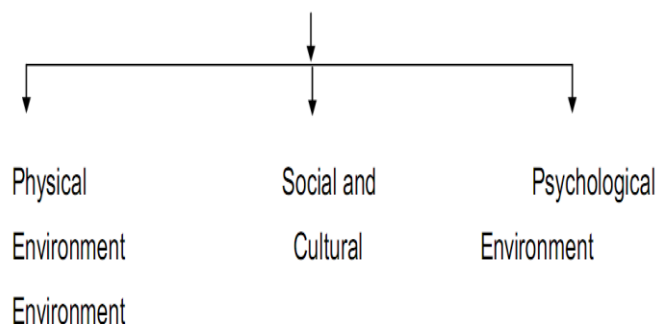 Physical Social and Psychological
Environment Cultural Environment
Environment